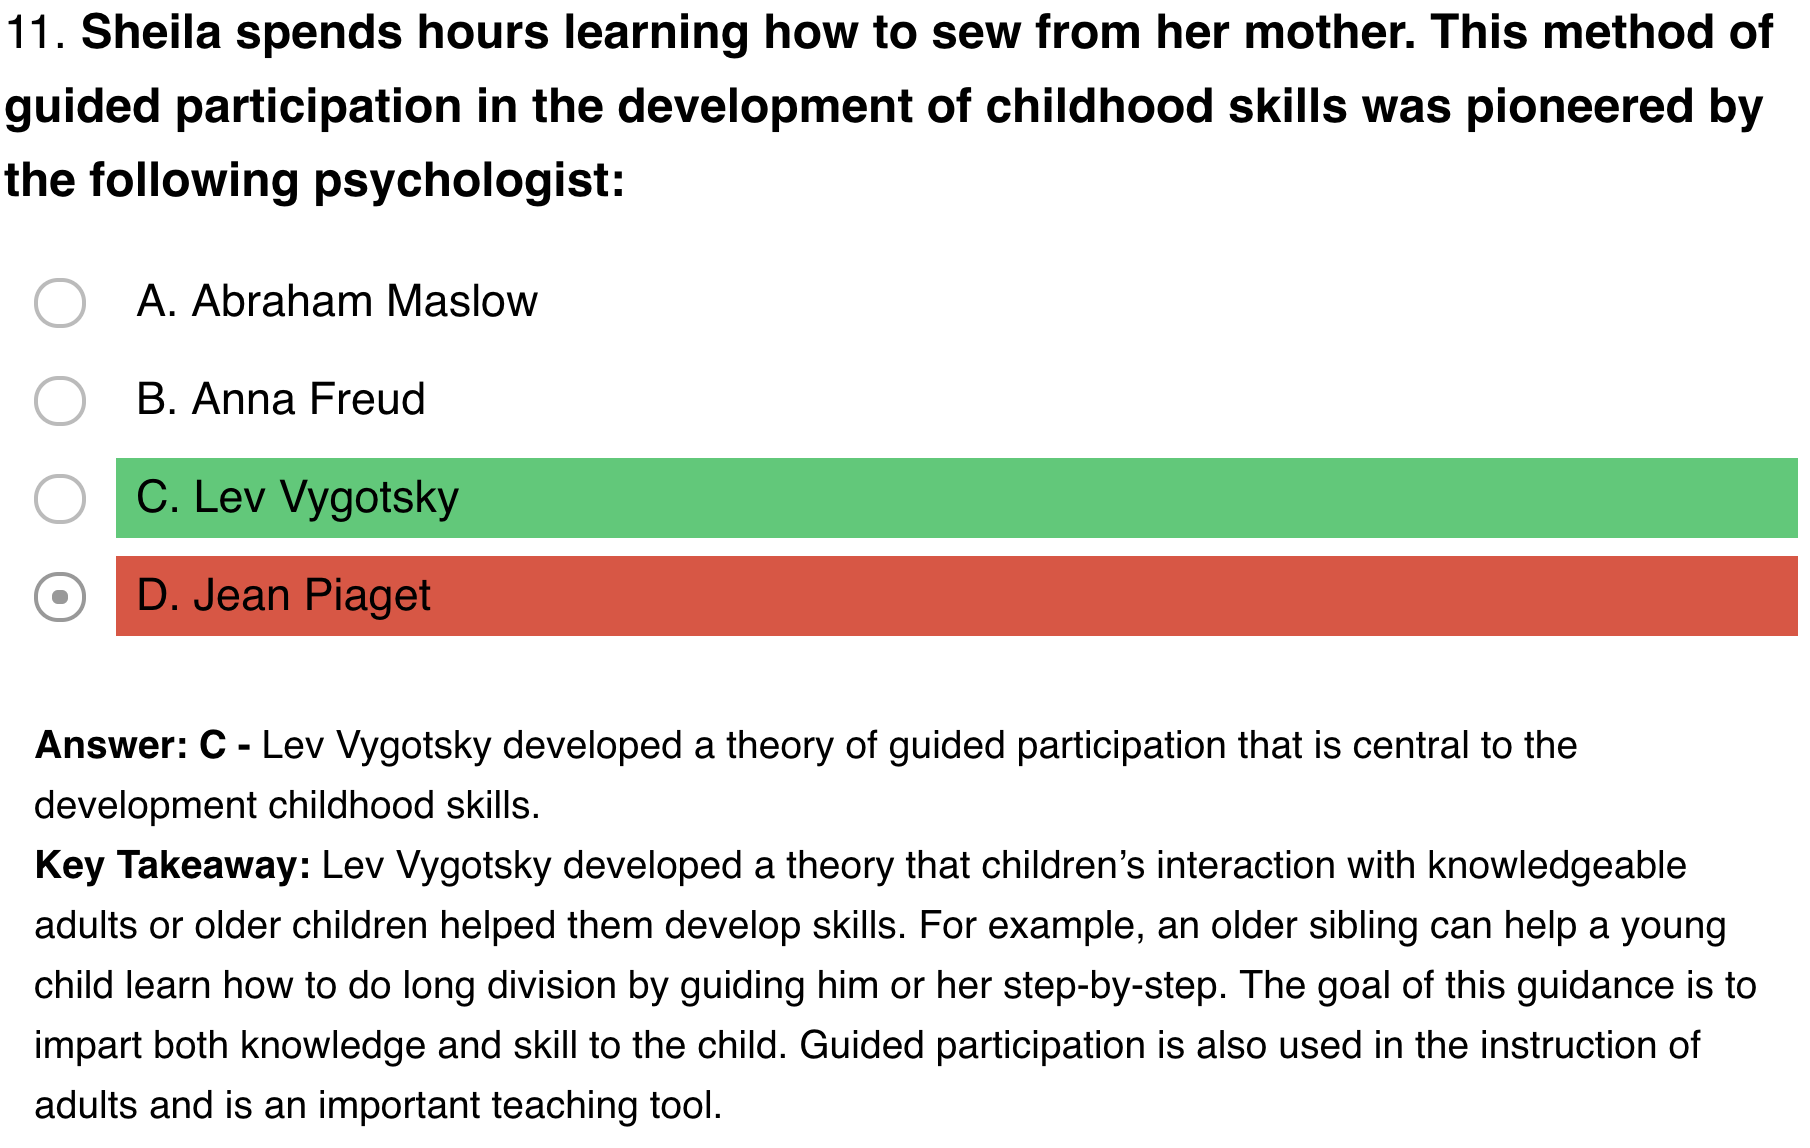 11. Sheila spends hours learning how to sew from her mother. This method of
guided participation in the development of childhood skills was pioneered by
the following psychologist:
A. Abraham Maslow
B. Anna Freud
C. Lev Vygotsky
D. Jean Piaget
Answer: C - Lev Vygotsky developed a theory of guided participation that is central to the
development childhood skills.
Key Takeaway: Lev Vygotsky developed a theory that children’s interaction with knowledgeable
adults or older children helped them develop skills. For example, an older sibling can help a young
child learn how to do long division by guiding him or her step-by-step. The goal of this guidance is to
impart both knowledge and skill to the child. Guided participation is also used in the instruction of
adults and is an important teaching tool.